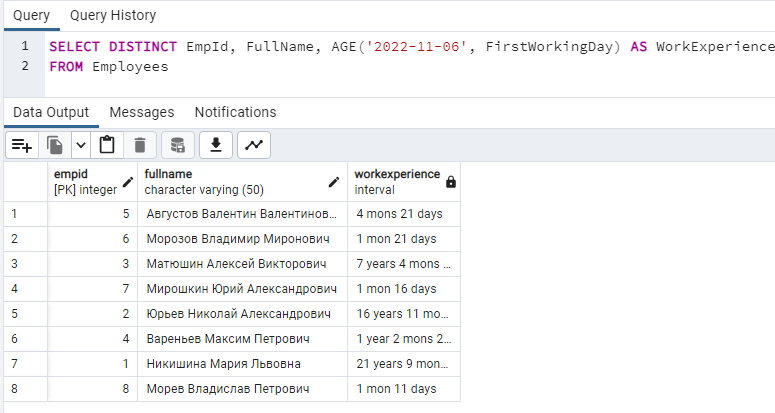 Query Query History
1 SELECT DISTINCT EmpId, FullName, AGE('2022-11-06', FirstWorkingDay) AS WorkExperience
2 FROM Employees
Data Output Messages Notifications
empid fullname workexperience
[PK] integer character varying (50) interval
1 5 Августов Валентин Валентинов... 4 mons 21 days
2 6 Морозов Владимир Миронович 1 mon 21 days
3 3 Матюшин Алексей Викторович 7 years 4 mons ...
4 7 Мирошкин Юрий Александрович 1 mon 16 days
5 2 Юрьев Николай Александрович 16 years 11 mo...
6 4 Вареньев Максим Петрович 1 year 2 mons 2...
7 1 Никишина Мария Львовна 21 years 9 mon...
8 8 Морев Владислав Петрович 1 mon 11 days